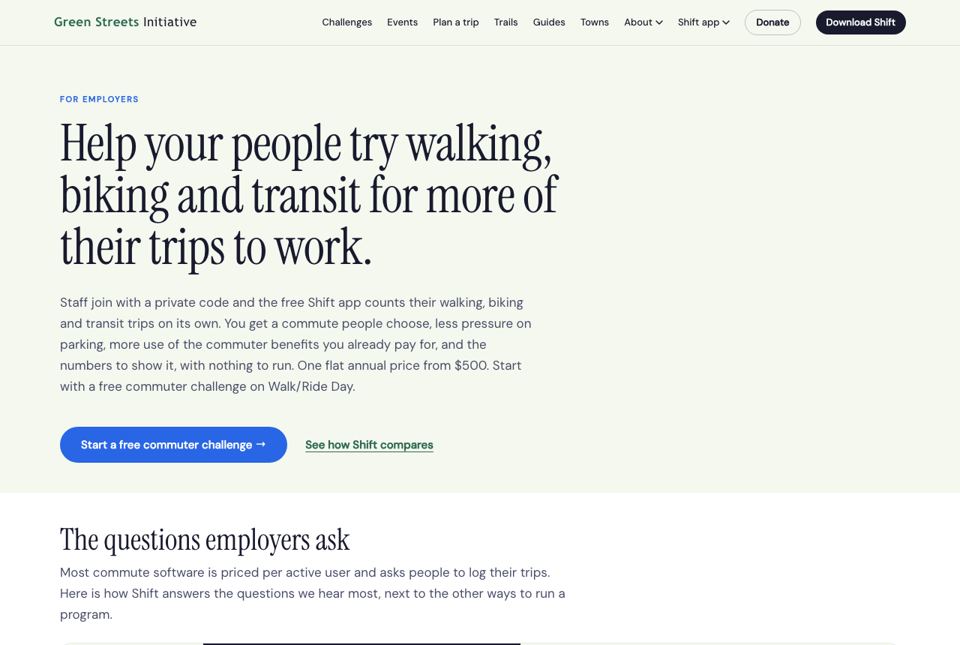 Green Streets Initiative
Challenges Events Plan a trip Trails Guides Towns About Shift app Donate Download Shift
FOR EMPLOYERS
Help your people try walking,
biking and transit for more of
their trips to work.
Staff join with a private code and the free Shift app counts their walking, biking
and transit trips on its own. You get a commute people choose, less pressure on
parking, more use of the commuter benefits you already pay for, and the
numbers to show it, with nothing to run. One flat annual price from $500. Start
with a free commuter challenge on Walk/Ride Day.
Start a free commuter challenge → See how Shift compares
The questions employers ask
Most commute software is priced per active user and asks people to log their trips.
Here is how Shift answers the questions we hear most, next to the other ways to run a
program.